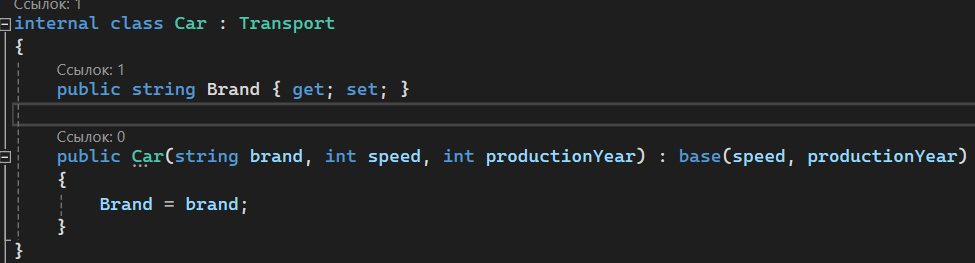 Ссылок: 1
internal class Car : Transport
{
Ссылок: 1
public string Brand { get; set; }
Ссылок: 0
public Car(string brand, int speed, int productionYear) : base(speed, productionYear)
{
Brand = brand;
}
}